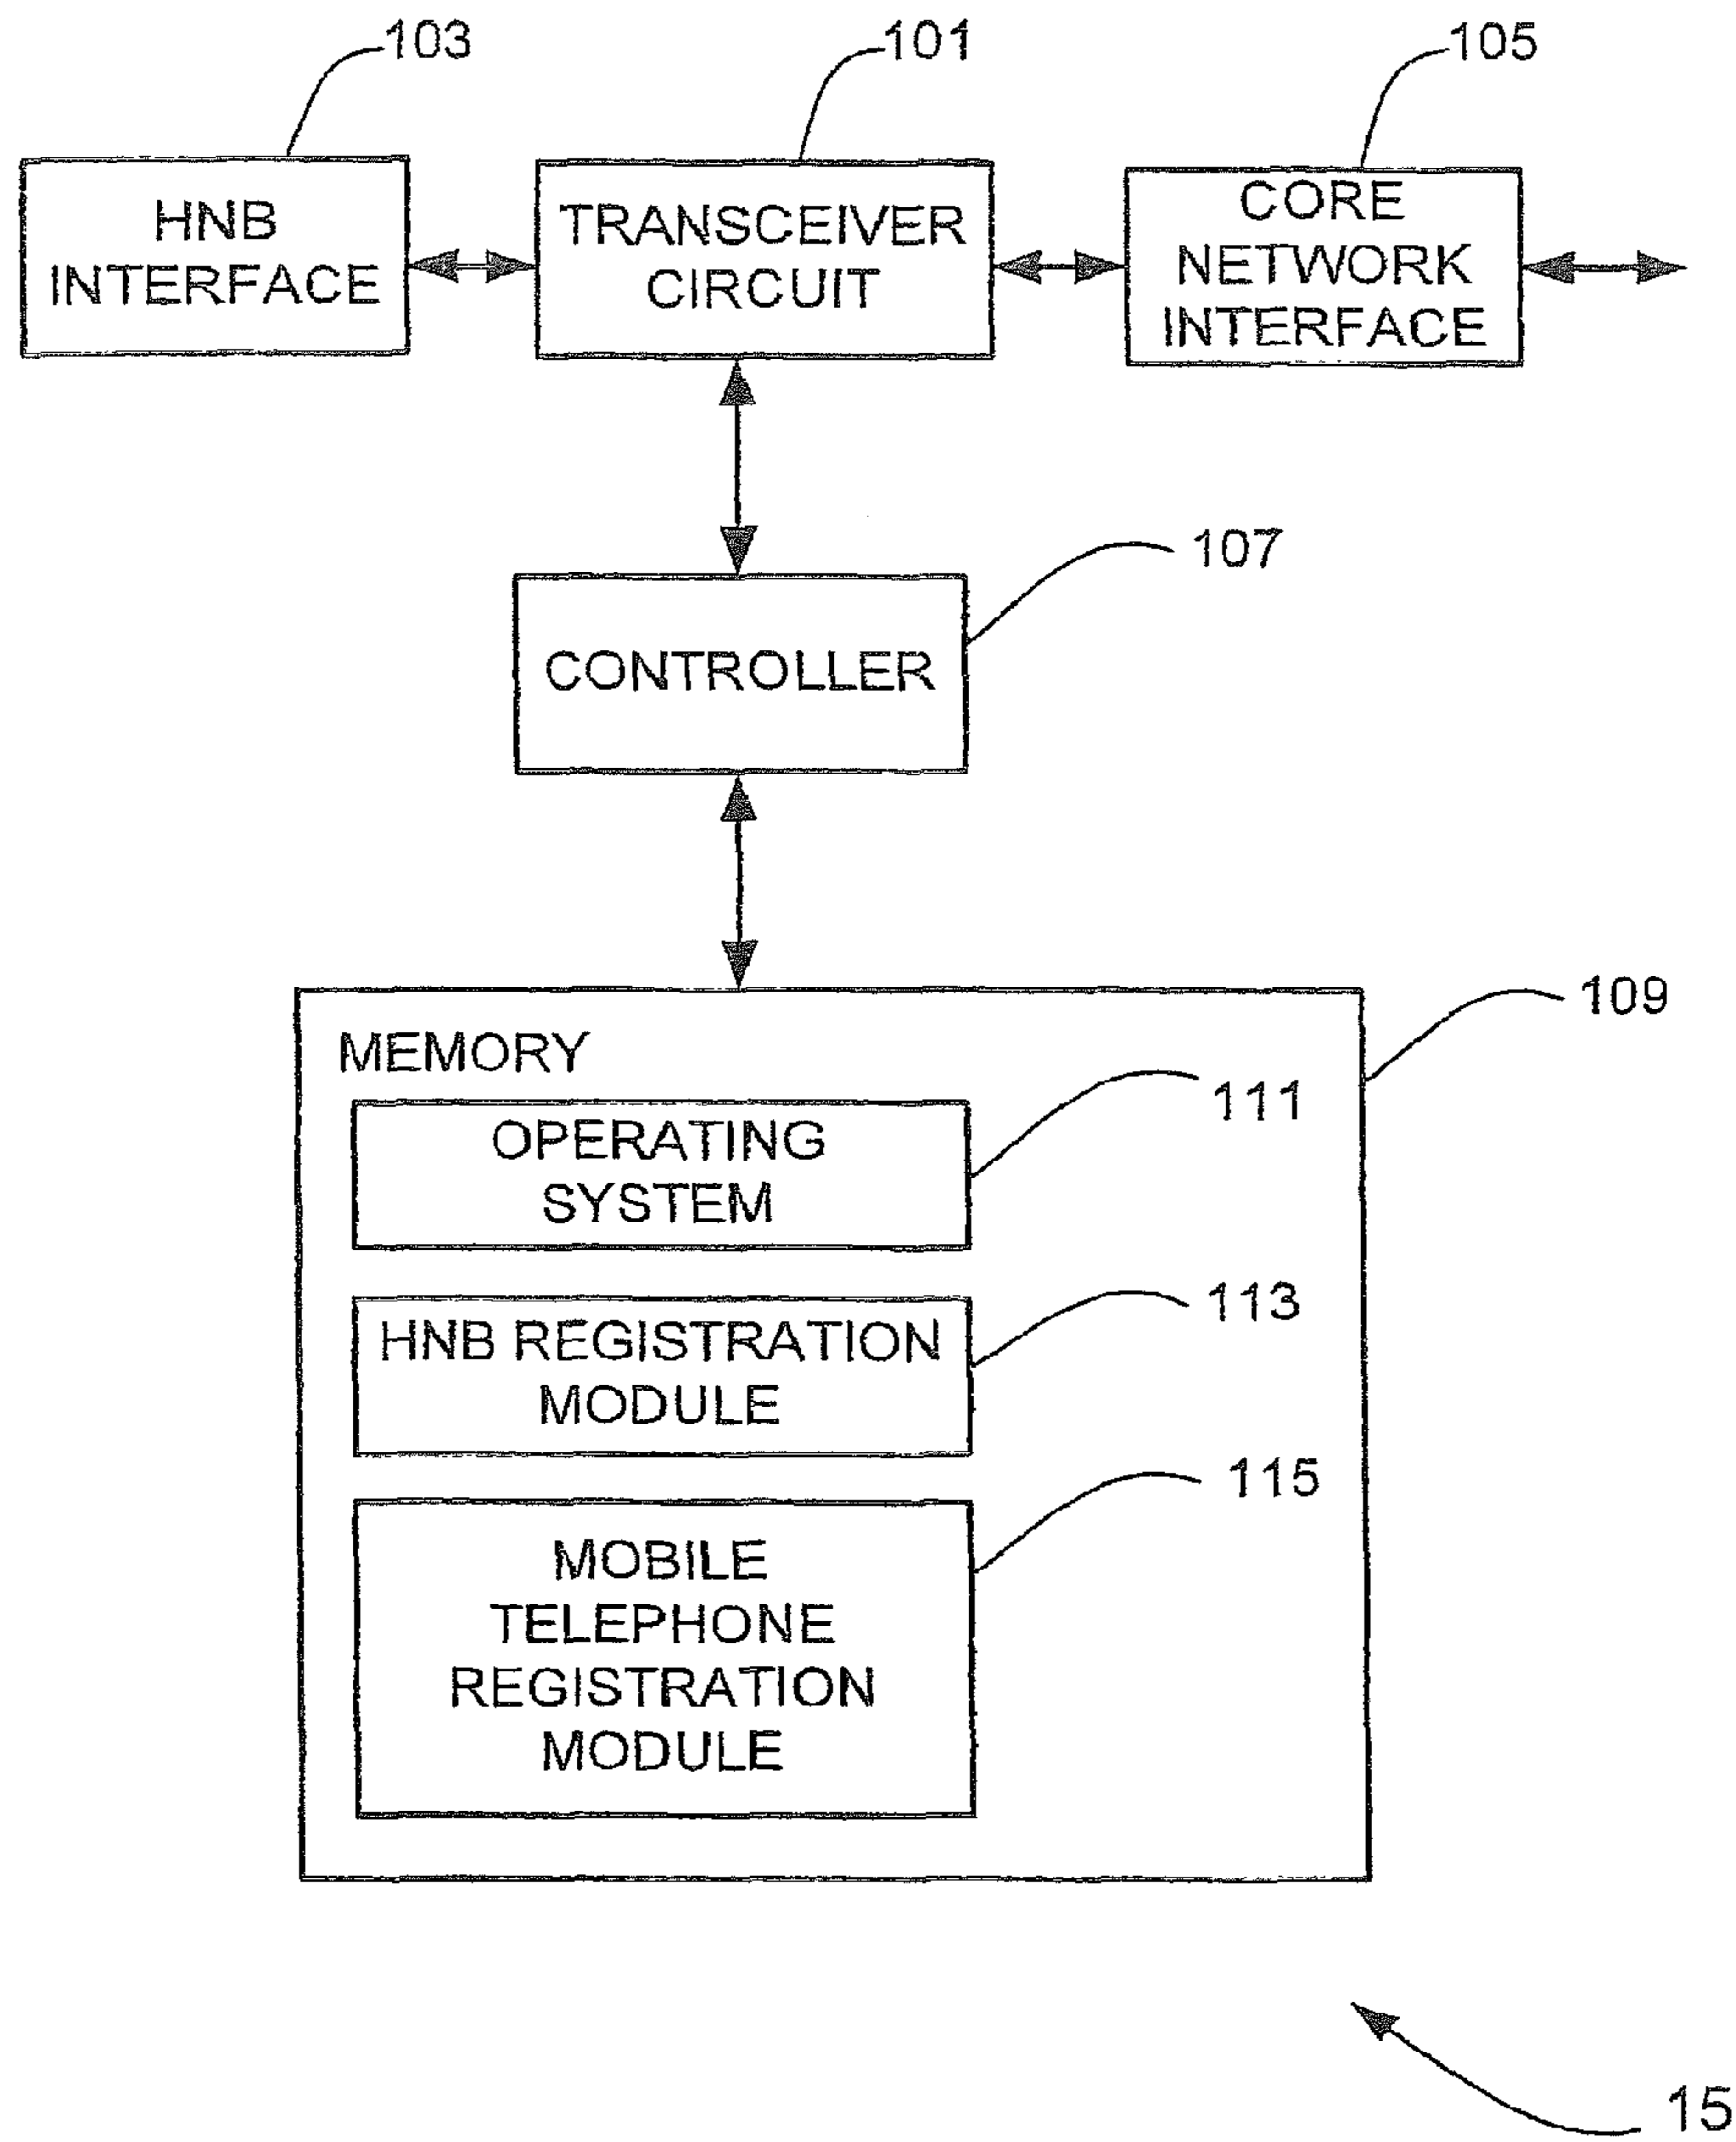 103
101
105
HNB
INTERFACE
TRANSCEIVER
CIRCUIT
CORE
NETWORK
INTERFACE
107
CONTROLLER
109
MEMORY
111
OPERATING
SYSTEM
113
HNB REGISTRATION
MODULE
115
MOBILE
TELEPHONE
REGISTRATION
MODULE
15